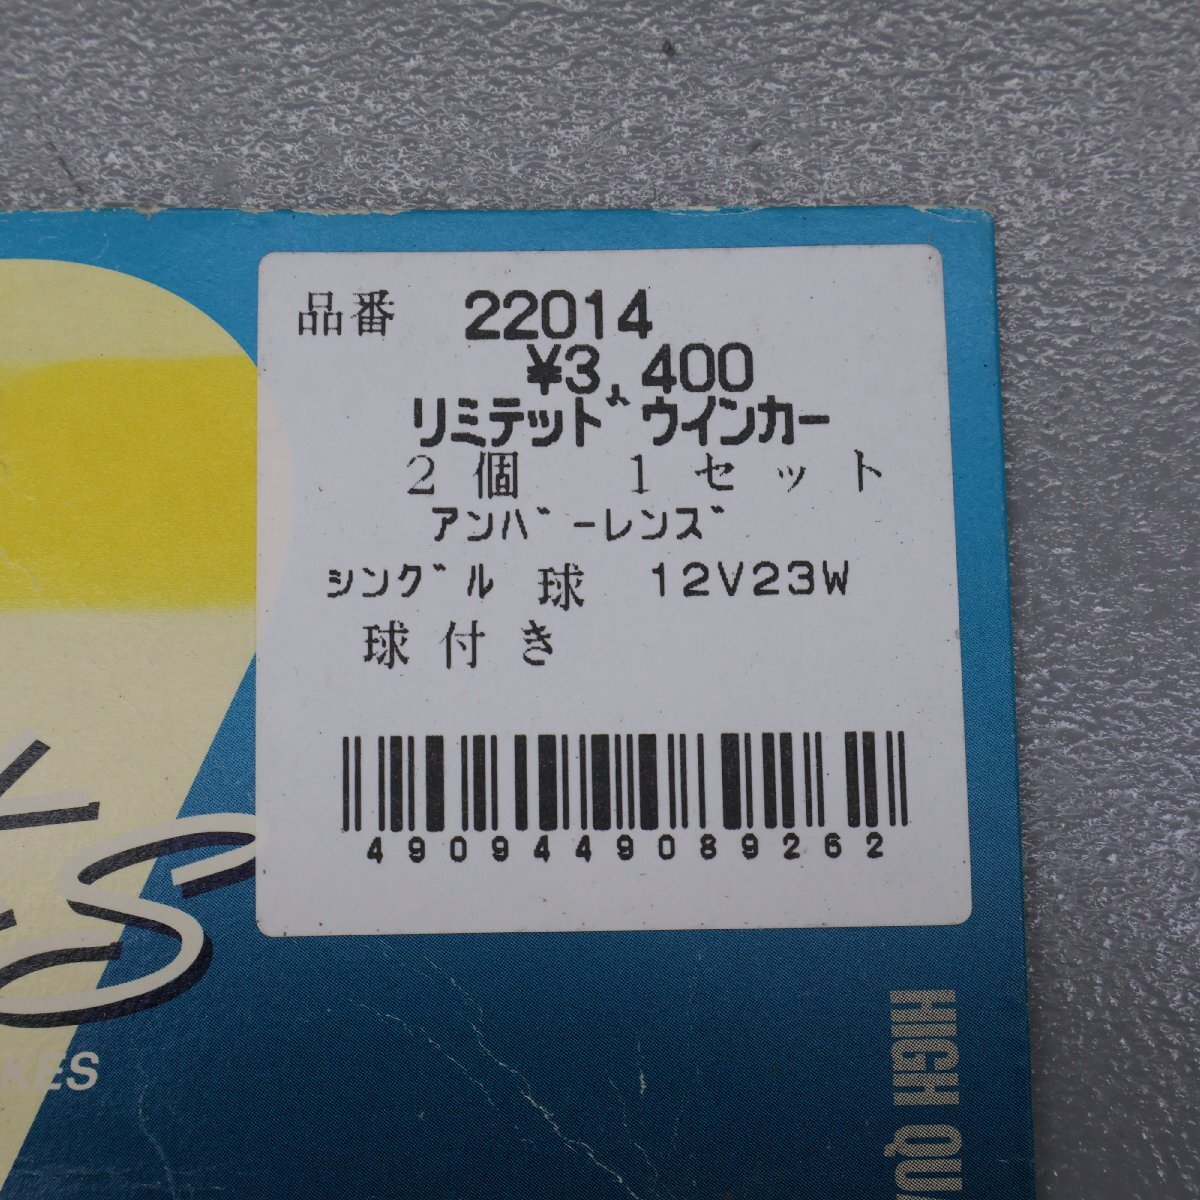 品番 22014
¥3,400
リミテッド ウインカー
2個 1セット
アンバーレンズ
シングル 球 12V23W
球付き
4909449089262
HIGH